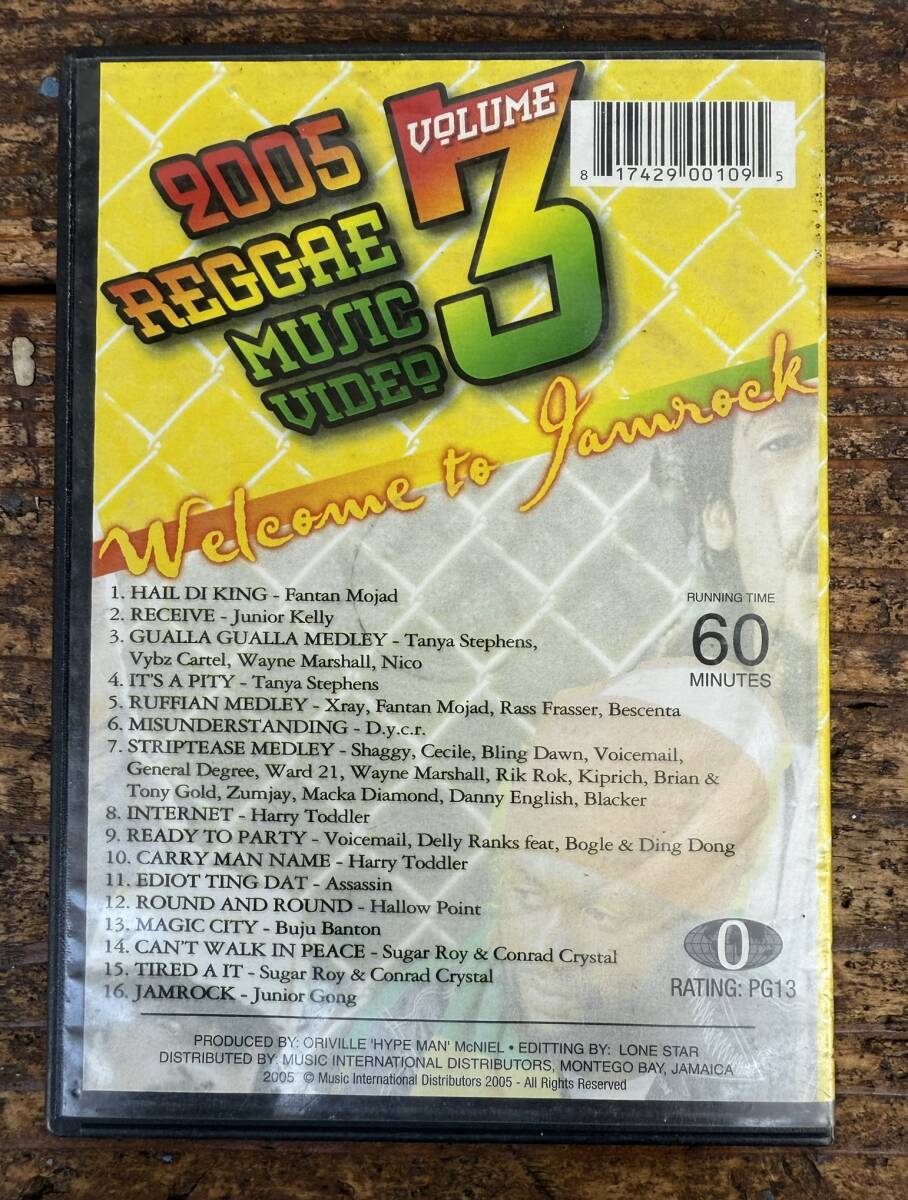 2005
REGGAE
MUSIC
VIDEO
VOLUME
3
8 17429 00109 5
Welcome to Jamrock
1. HAIL DI KING - Fantan Mojad
2. RECEIVE - Junior Kelly
3. GUALLA GUALLA MEDLEY - Tanya Stephens,
Vybz Cartel, Wayne Marshall, Nico
4. IT'S A PITY - Tanya Stephens
5. RUFFIAN MEDLEY - Xray, Fantan Mojad, Rass Frasser, Bescenta
6. MISUNDERSTANDING - D.y.c.r.
7. STRIPTEASE MEDLEY - Shaggy, Cecile, Bling Dawn, Voicemail,
General Degree, Ward 21, Wayne Marshall, Rik Rok, Kiprich, Brian &
Tony Gold, Zumjay, Macka Diamond, Danny English, Blacker
8. INTERNET - Harry Toddler
9. READY TO PARTY - Voicemail, Delly Ranks feat, Bogle & Ding Dong
10. CARRY MAN NAME - Harry Toddler
11. EDIOT TING DAT - Assassin
12. ROUND AND ROUND - Hallow Point
13. MAGIC CITY - Buju Banton
14. CAN'T WALK IN PEACE - Sugar Roy & Conrad Crystal
15. TIRED A IT - Sugar Roy & Conrad Crystal
16. JAMROCK - Junior Gong
RUNNING TIME
60
MINUTES
0
RATING: PG13
PRODUCED BY: ORIVILLE 'HYPE MAN' McNIEL • EDITTING BY: LONE STAR
DISTRIBUTED BY: MUSIC INTERNATIONAL DISTRIBUTORS, MONTEGO BAY, JAMAICA
2005 © Music International Distributors 2005 - All Rights Reserved